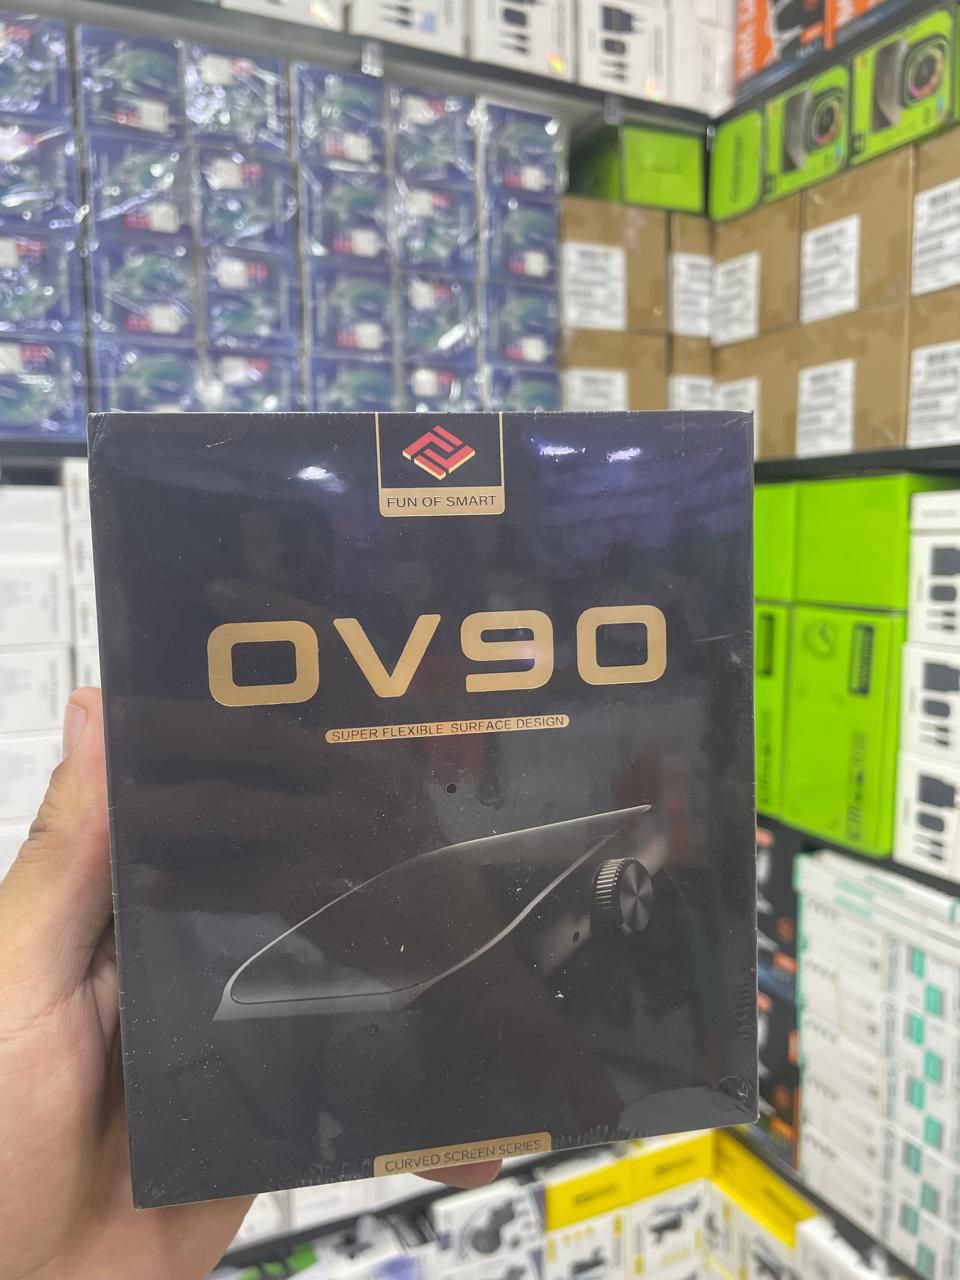 FUN OF SMART
OV90
SUPER FLEXIBLE SURFACE DESIGN
CURVED SCREEN SERIES